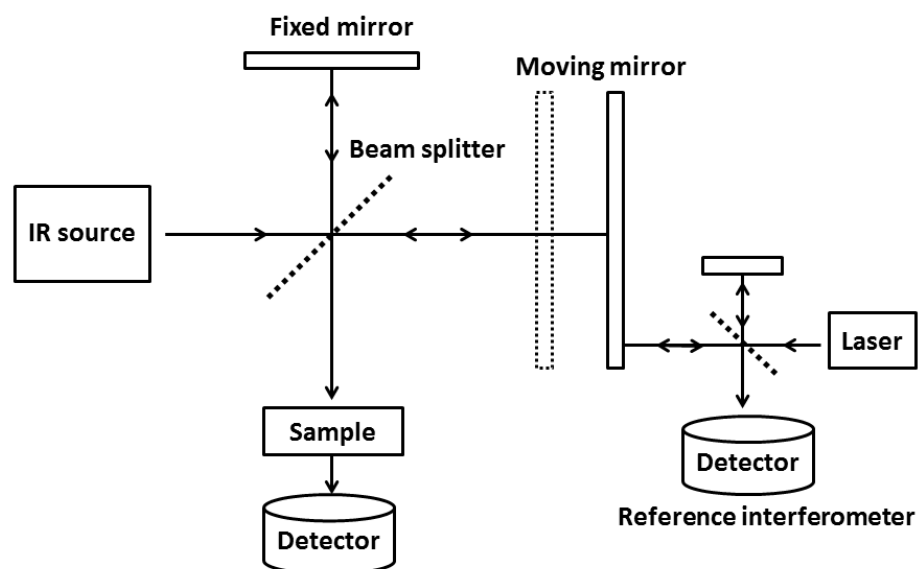 Fixed mirror
Moving mirror
Beam splitter
IR source
Laser
Sample
Detector
Reference interferometer
Detector